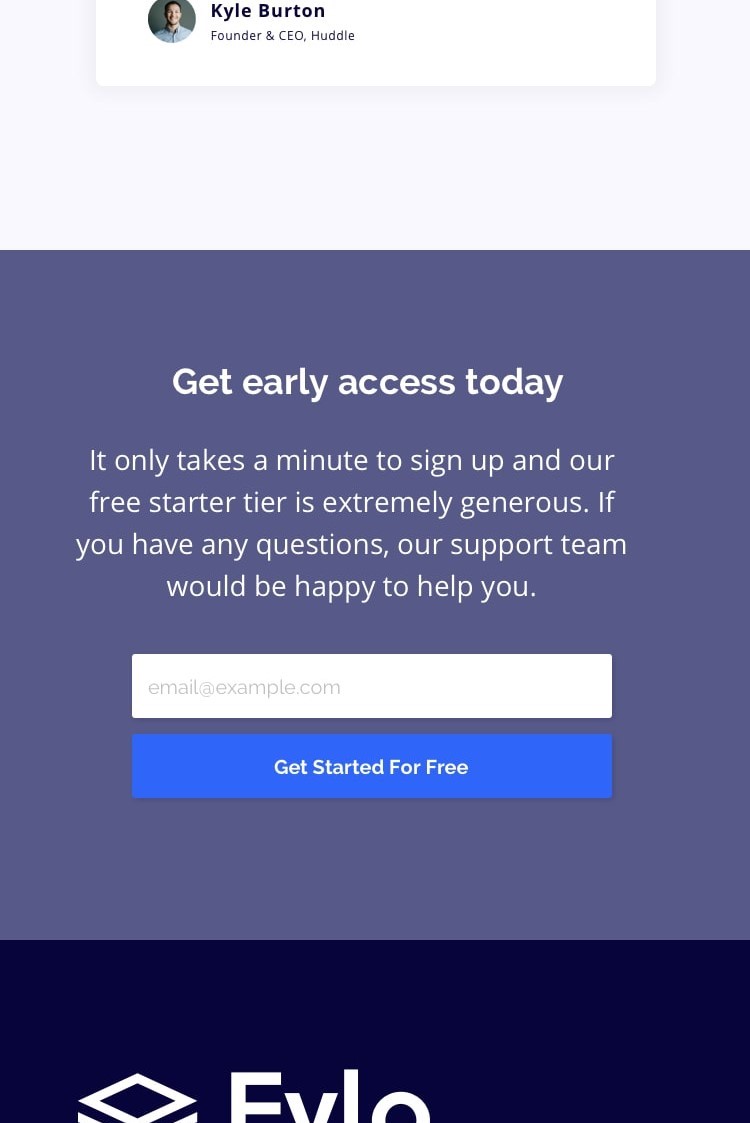 Kyle Burton
Founder & CEO, Huddle
Get early access today
It only takes a minute to sign up and our
free starter tier is extremely generous. If
you have any questions, our support team
would be happy to help you.
email@example.com
Get Started For Free
Fylo